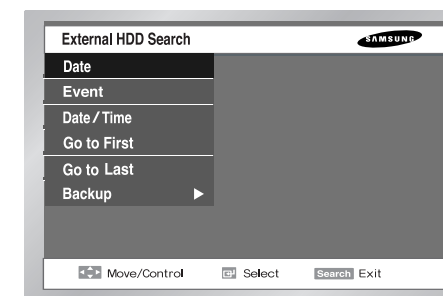 External HDD Search SAMSUNG
Date
Event
Date/Time
Go to First
Go to Last
Backup
Move/Control Select Search Exit